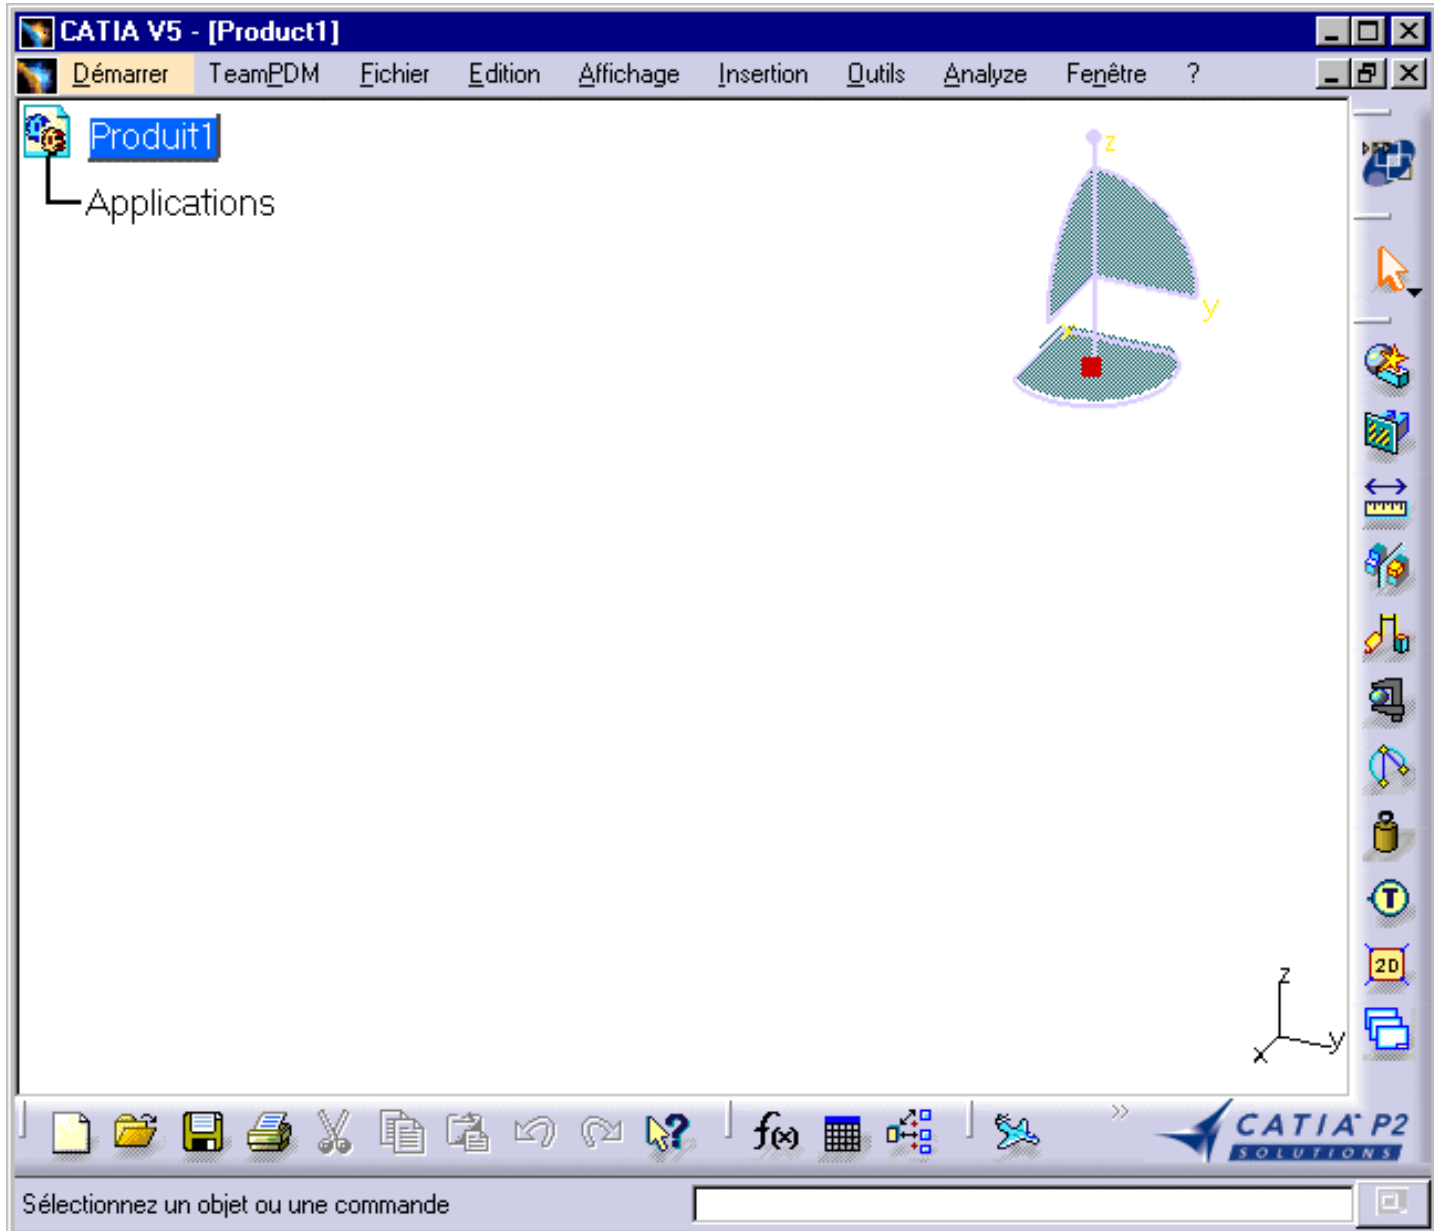 CATIA V5 - [Product1]
Démarrer TeamPDM Fichier Edition Affichage Insertion Outils Analyze Fenêtre ?
Produit1
Applications
z
y
x
T
2D
z
y
x
f(x)
CATIA P2
SOLUTIONS
Sélectionnez un objet ou une commande